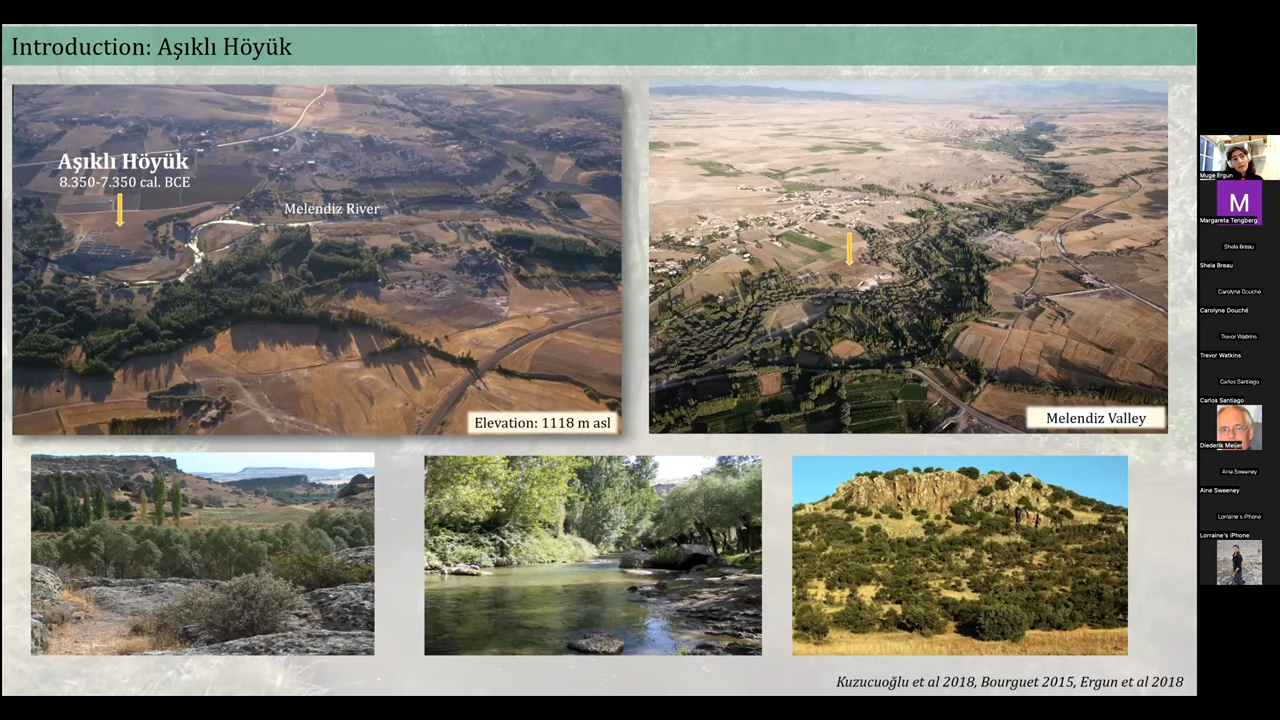 Introduction: Aşıklı Höyük
Aşıklı Höyük
8.350-7.350 cal. BCE
Melendiz River
Elevation: 1118 m asl
Melendiz Valley
Kuzucuoğlu et al 2018, Bourguet 2015, Ergun et al 2018
Muge Ergun
M
Margareta Tengberg
Shela Breau
Shela Breau
Carolyne Douché
Carolyne Douché
Trevor Watkins
Trevor Watkins
Carlos Santiago
Carlos Santiago
Diederik Meijer
Aine Sweeney
Aine Sweeney
Lorraine's iPhone
Lorraine's iPhone